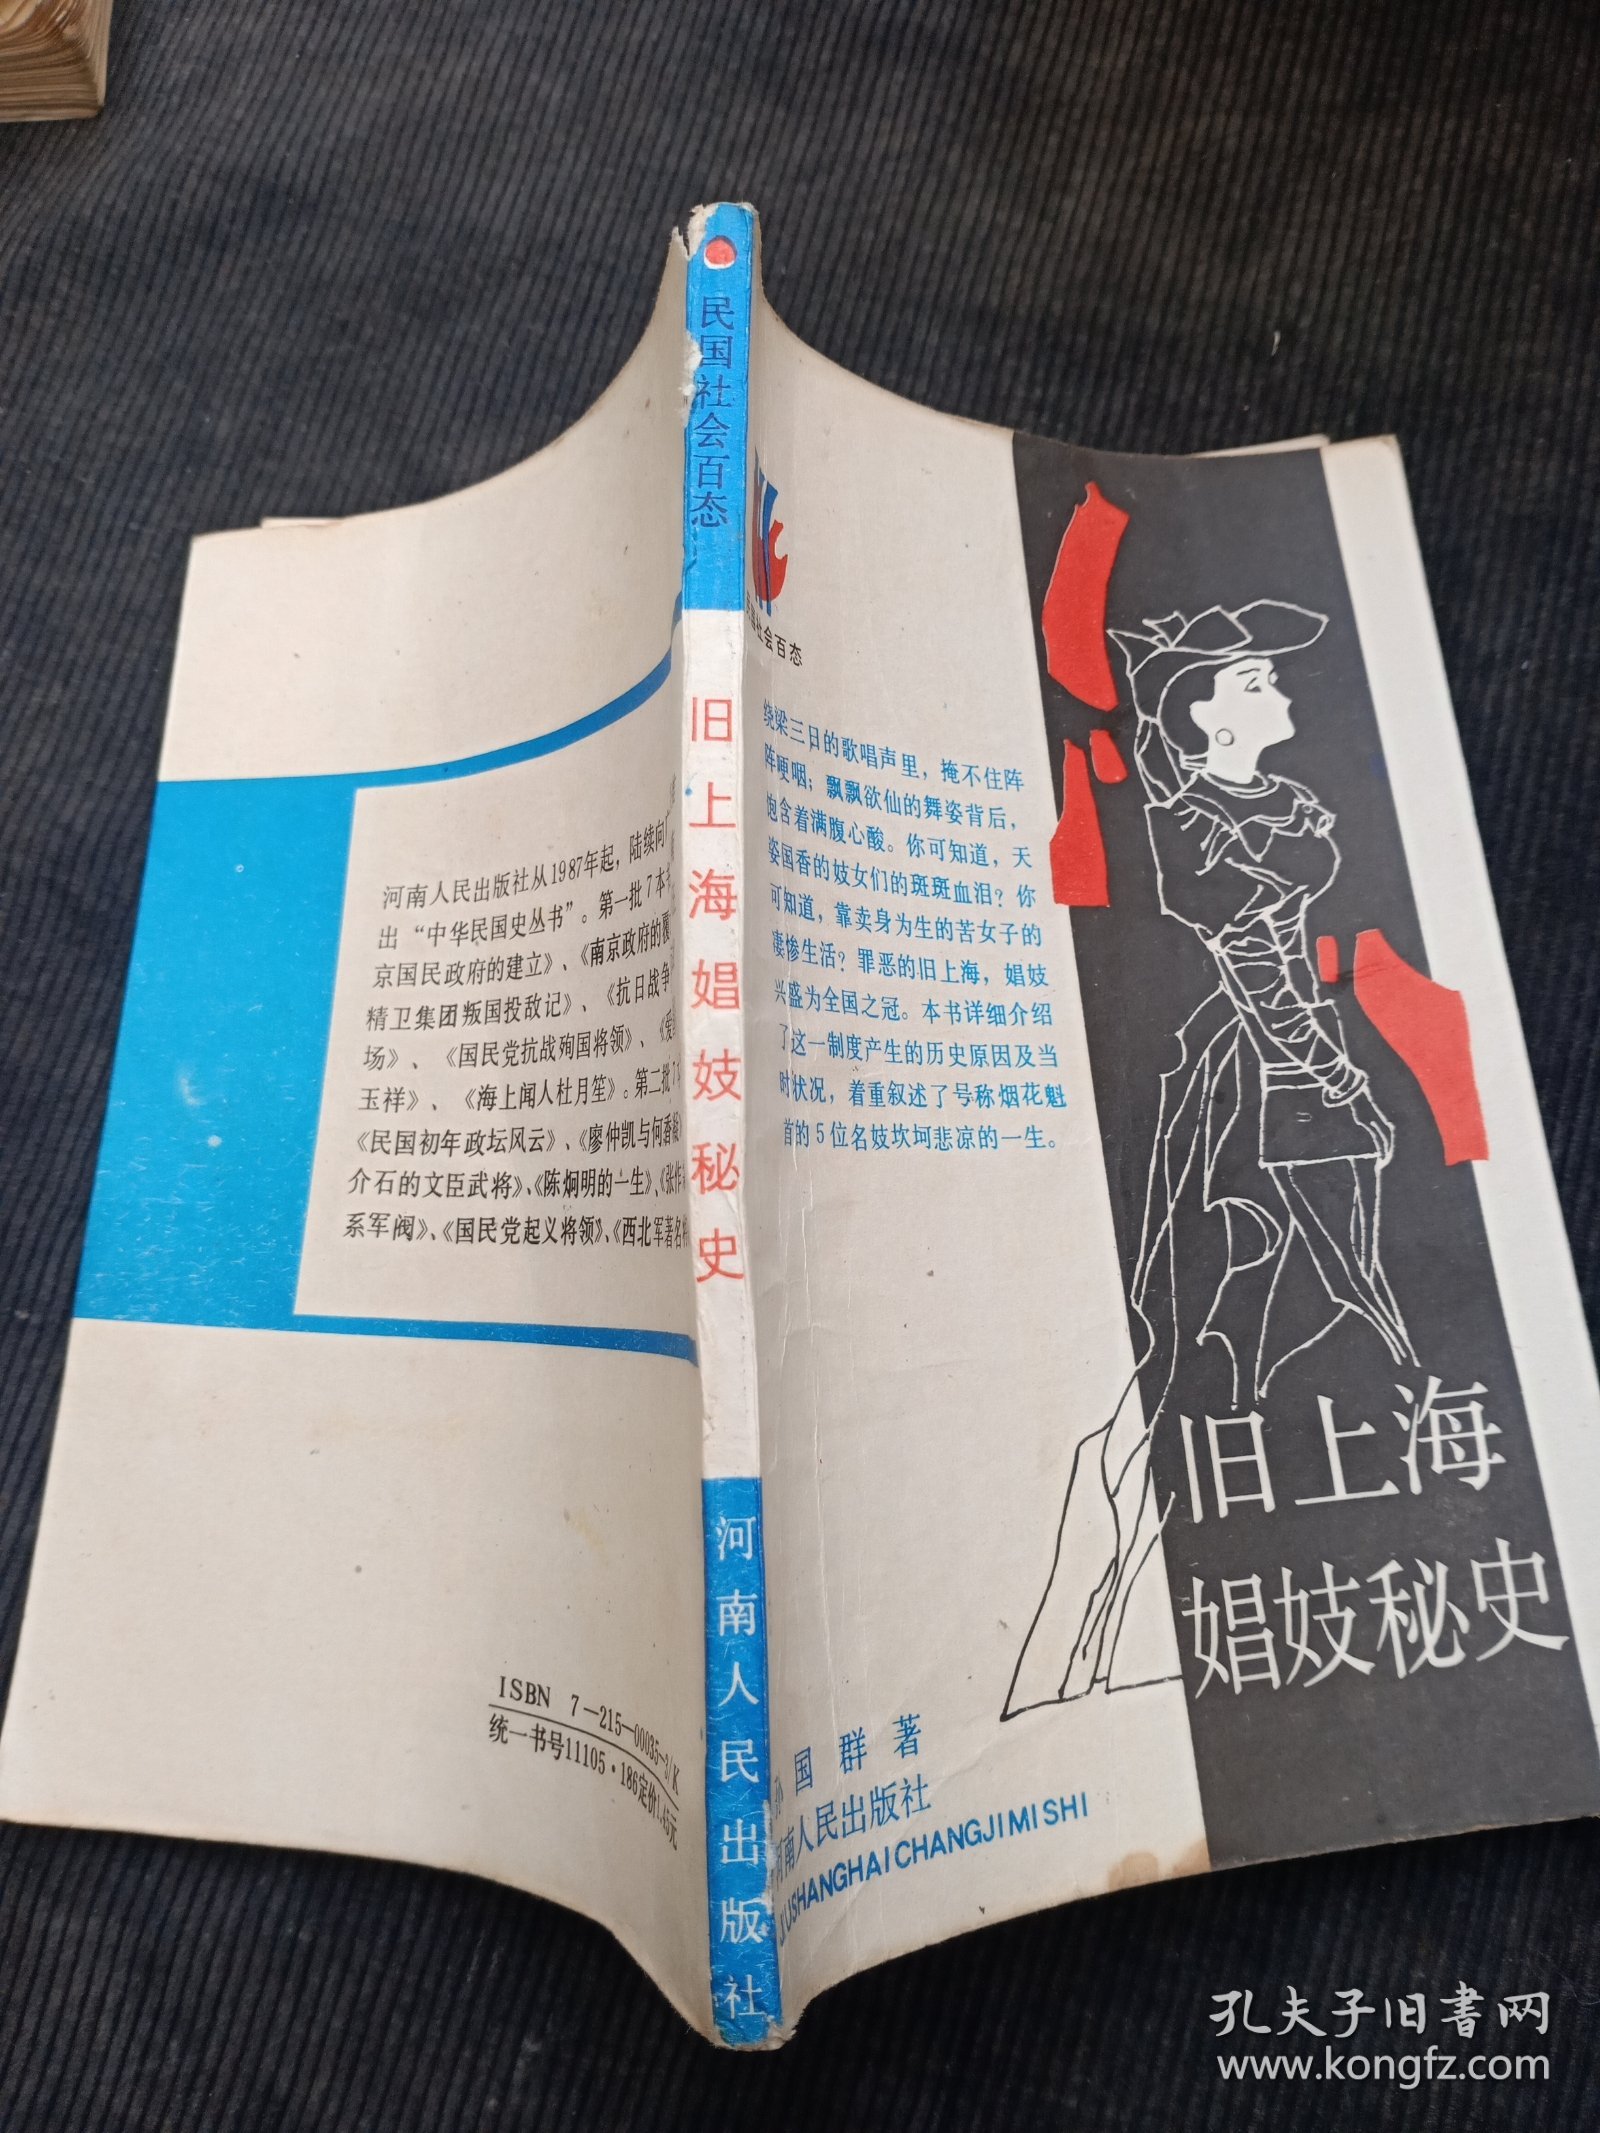 河南人民出版社从1987年起，陆续向广
出“中华民国史丛书”。第一批7本
京国民政府的建立》、《南京政府的覆
精卫集团叛国投敌记》、《抗日战争
场》、《国民党抗战殉国将领》、《爱
玉祥》、《海上闻人杜月笙》。第二批7本
《民国初年政坛风云》、《廖仲凯与何香凝
介石的文臣武将》、《陈炯明的一生》、《张作
系军阀》、《国民党起义将领》、《西北军著名
ISBN 7—215—00035—3/K
统一书号11105·186定价1.45元
民国社会百态
旧上海娼妓秘史
河南人民出版社
民国社会百态
绕梁三日的歌唱声里，掩不住阵
阵哽咽；飘飘欲仙的舞姿背后，
饱含着满腹心酸。你可知道，天
姿国香的妓女们的斑斑血泪？你
可知道，靠卖身为生的苦女子的
凄惨生活？罪恶的旧上海，娼妓
兴盛为全国之冠。本书详细介绍
了这一制度产生的历史原因及当
时状况，着重叙述了号称烟花魁
首的5位名妓坎坷悲凉的一生。
旧上海
娼妓秘史
孙国群著
河南人民出版社
JIUSHANGHAICHANGJIMISHI
孔夫子旧書网
www.kongfz.com